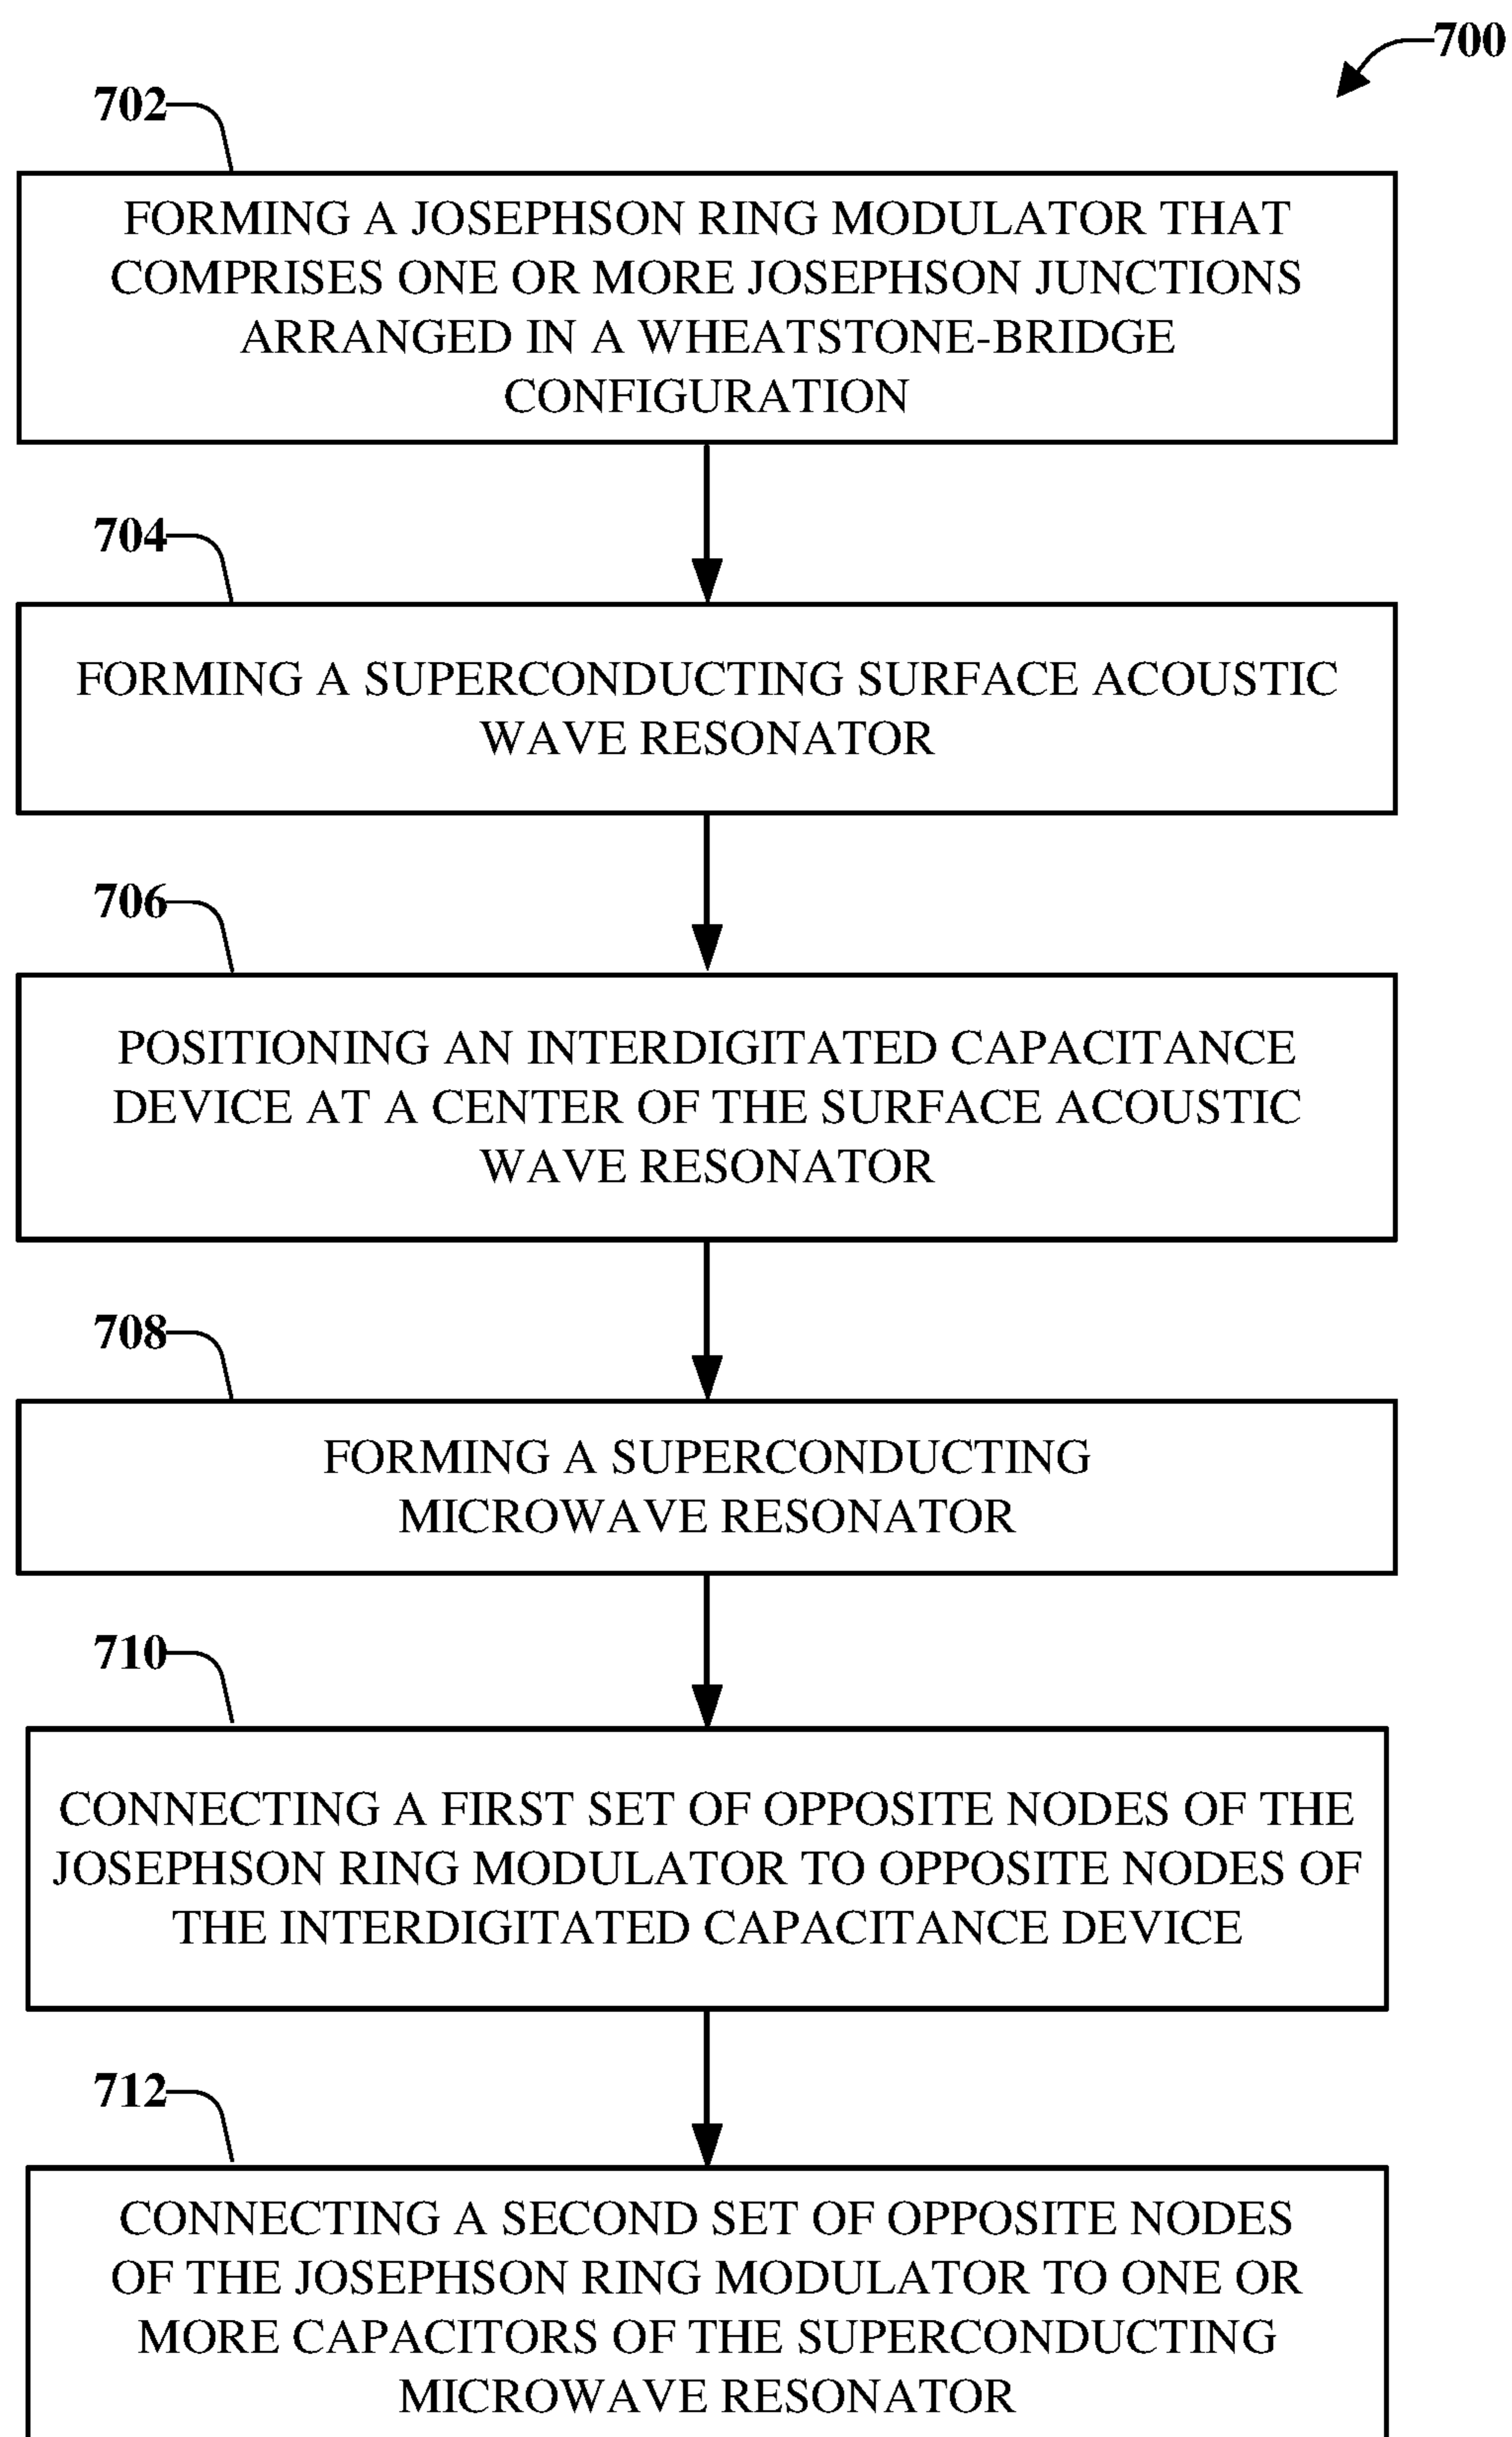 700
702
FORMING A JOSEPHSON RING MODULATOR THAT
COMPRISES ONE OR MORE JOSEPHSON JUNCTIONS
ARRANGED IN A WHEATSTONE-BRIDGE
CONFIGURATION
704
FORMING A SUPERCONDUCTING SURFACE ACOUSTIC
WAVE RESONATOR
706
POSITIONING AN INTERDIGITATED CAPACITANCE
DEVICE AT A CENTER OF THE SURFACE ACOUSTIC
WAVE RESONATOR
708
FORMING A SUPERCONDUCTING
MICROWAVE RESONATOR
710
CONNECTING A FIRST SET OF OPPOSITE NODES OF THE
JOSEPHSON RING MODULATOR TO OPPOSITE NODES OF
THE INTERDIGITATED CAPACITANCE DEVICE
712
CONNECTING A SECOND SET OF OPPOSITE NODES
OF THE JOSEPHSON RING MODULATOR TO ONE OR
MORE CAPACITORS OF THE SUPERCONDUCTING
MICROWAVE RESONATOR